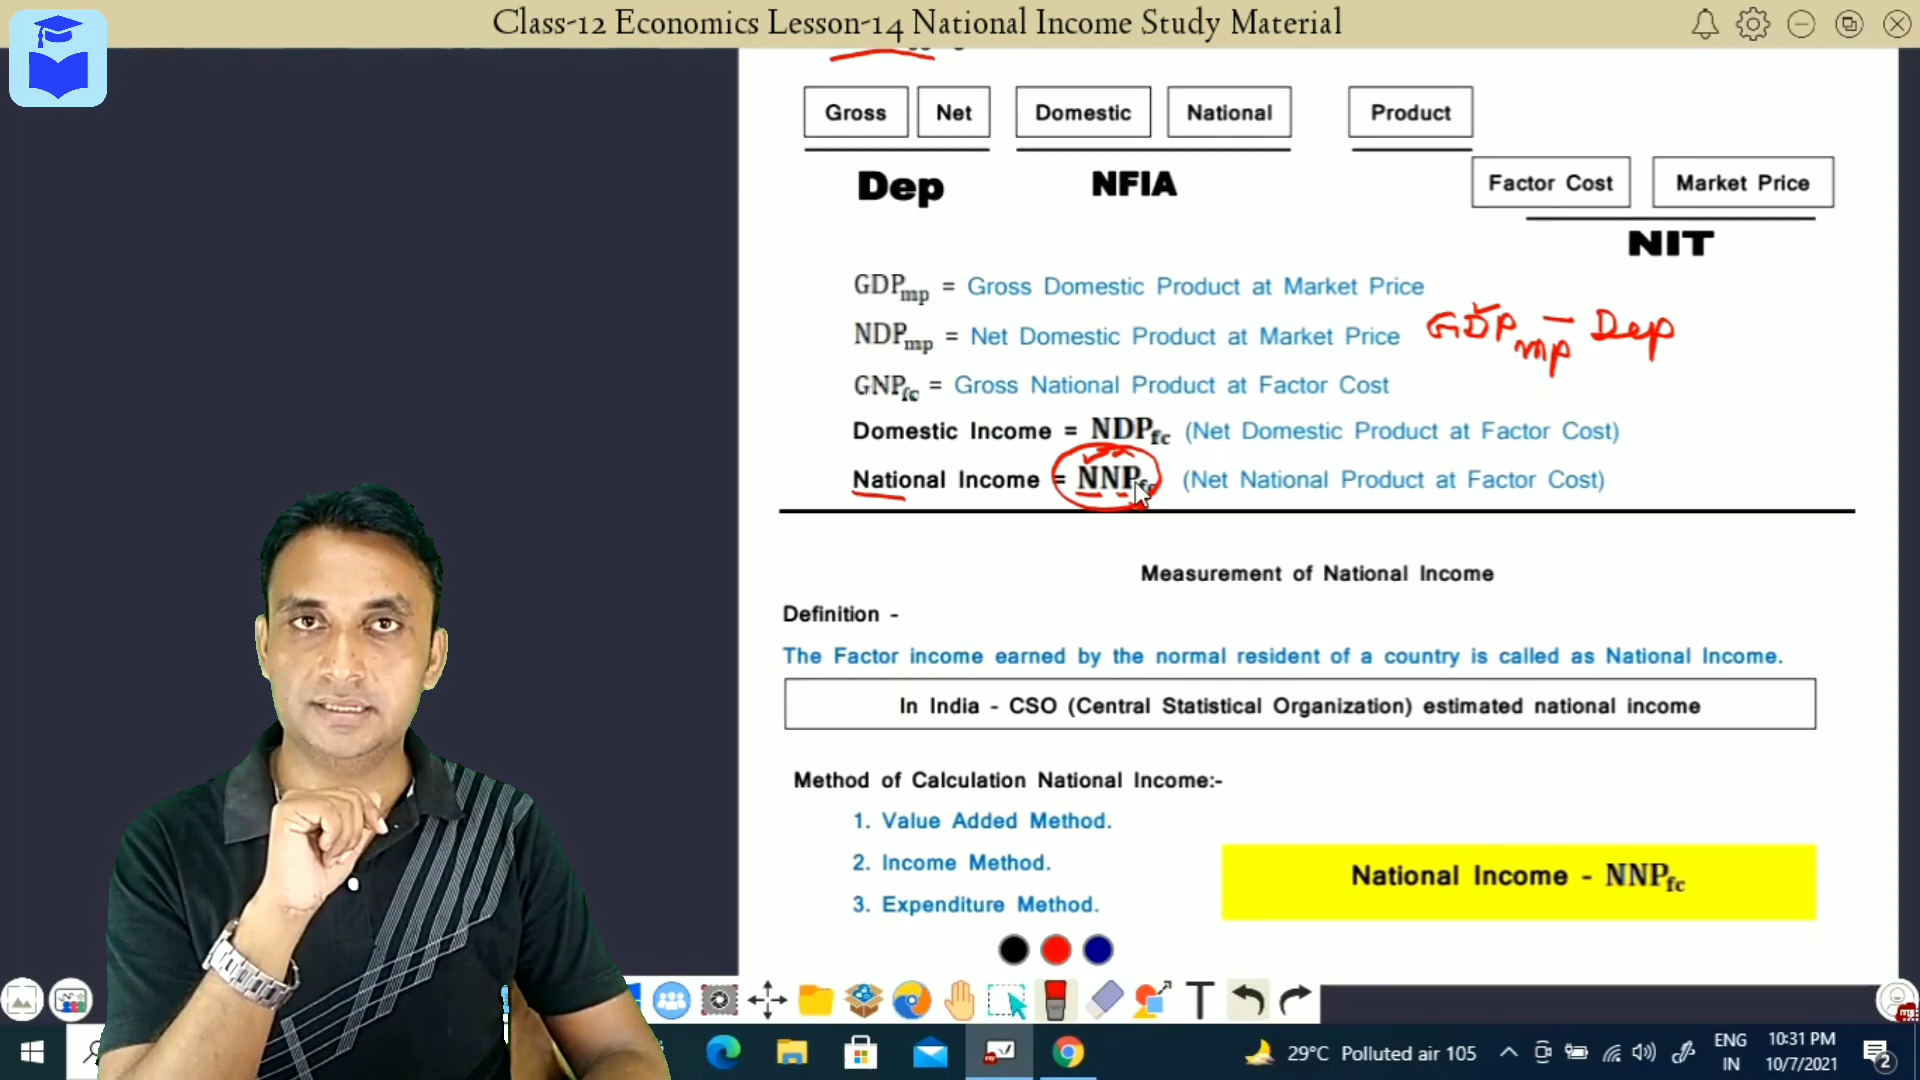 Class-12 Economics Lesson-14 National Income Study Material
Gross Net Domestic National Product
Factor Cost Market Price
Dep NFIA
NIT
GDPmp = Gross Domestic Product at Market Price
NDPmp = Net Domestic Product at Market Price GDPmp - Dep
GNPfc = Gross National Product at Factor Cost
Domestic Income = NDPfc (Net Domestic Product at Factor Cost)
National Income = NNPfc (Net National Product at Factor Cost)
Measurement of National Income
Definition -
The Factor income earned by the normal resident of a country is called as National Income.
In India - CSO (Central Statistical Organization) estimated national income
Method of Calculation National Income:-
1. Value Added Method.
2. Income Method.
3. Expenditure Method.
National Income - NNPfc
T
29°C Polluted air 105
ENG
IN
10:31 PM
10/7/2021
2